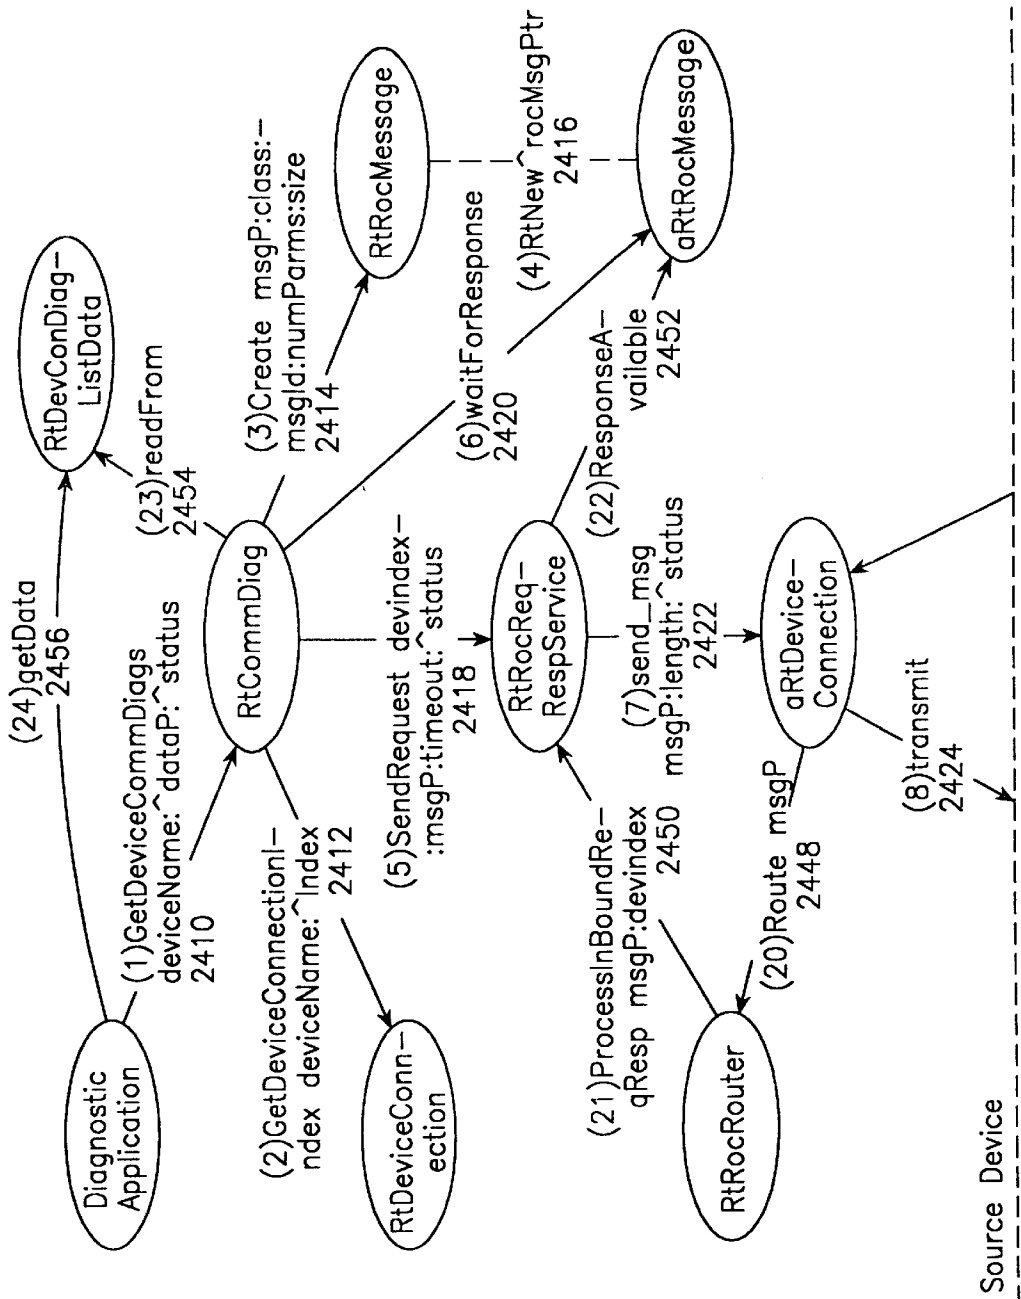 (24)getData
2456
Diagnostic
Application
RtDevConDiag-
ListData
(1)GetDeviceCommDiags
deviceName:^dataP:^status
2410
(23)readFrom
2454
RtCommDiag
(3)Create msgP:class:-
msgId:numParms:size
2414
RtRocMessage
(2)GetDeviceConnectionI-
ndex deviceName:^Index
2412
RtDeviceConn-
ection
(5)SendRequest devindex-
:msgP:timeout:^status
2418
(6)waitForResponse
2420
(4)RtNew^rocMsgPtr
2416
RtRocReq-
RespService
(22)ResponseA-
vailable
2452
aRtRocMessage
(21)ProcessInBoundRe-
qResp msgP:devindex
2450
(7)send_msg
msgP:length:^status
2422
RtRocRouter
(20)Route msgP
2448
aRtDevice-
Connection
(8)transmit
2424
Source Device